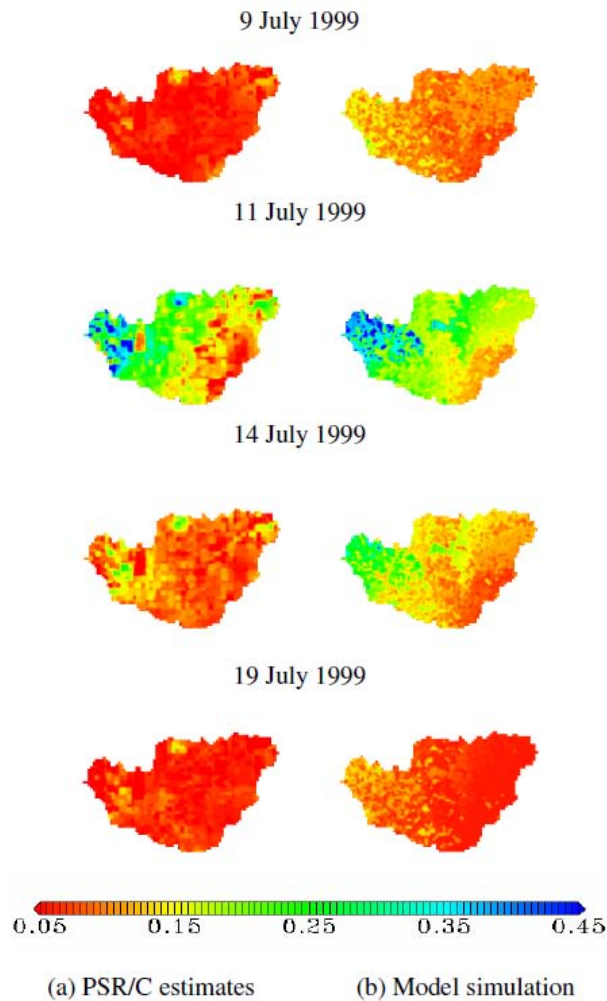 9 July 1999
11 July 1999
14 July 1999
19 July 1999
0.05 0.15 0.25 0.35 0.45
(a) PSR/C estimates (b) Model simulation